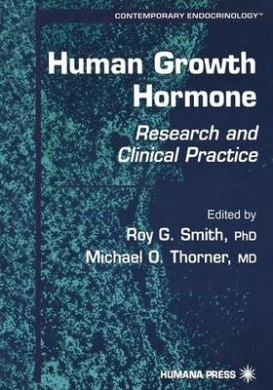 CONTEMPORARY ENDOCRINOLOGY™
Human Growth
Hormone
Research and
Clinical Practice
Edited by
Roy G. Smith, PhD
Michael O. Thorner, MD
HUMANA PRESS